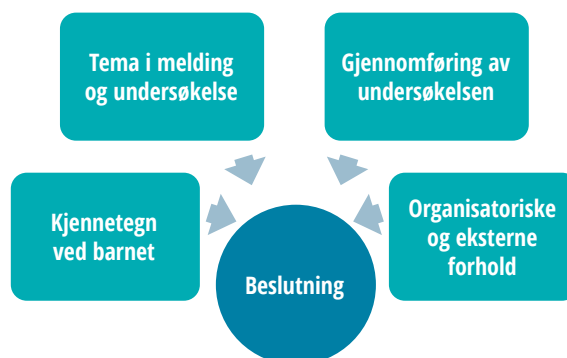 Tema i melding
og undersøkelse
Gjennomføring av
undersøkelsen
Kjennetegn
ved barnet
Organisatoriske
og eksterne
forhold
Beslutning